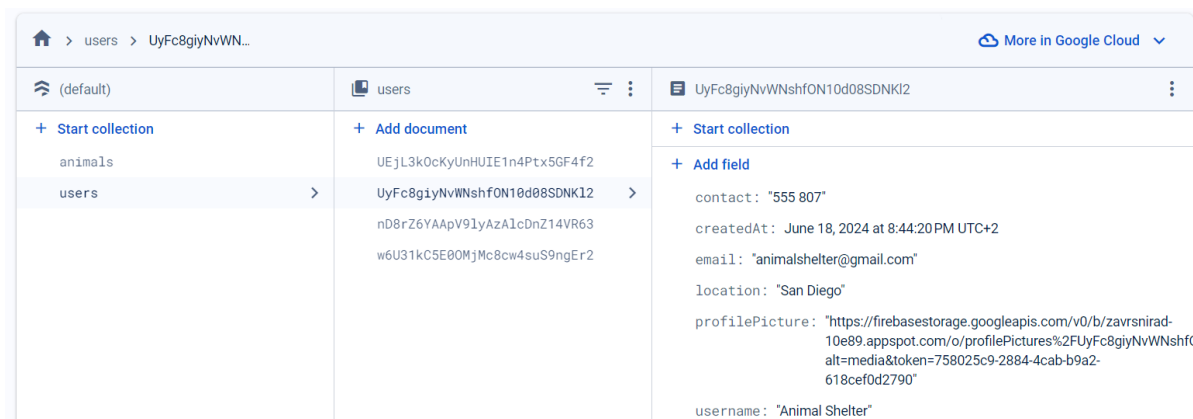 users > UyFc8giyNvWN... More in Google Cloud
(default)
+ Start collection
animals
users
users
+ Add document
UEjL3kOcKyUnHUIE1n4Ptx5GF4f2
UyFc8giyNvWNshfON10d08SDNKl2
nD8rZ6YAApV9lyAzAlcDnZ14VR63
w6U31kC5E0OMjMc8cw4suS9ngEr2
UyFc8giyNvWNshfON10d08SDNKl2
+ Start collection
+ Add field
contact: "555 807"
createdAt: June 18, 2024 at 8:44:20 PM UTC+2
email: "animalshelter@gmail.com"
location: "San Diego"
profilePicture: "https://firebasestorage.googleapis.com/v0/b/zavrsnirad-
10e89.appspot.com/o/profilePictures%2FUyFc8giyNvWNshf
alt=media&token=758025c9-2884-4cab-b9a2-
618cef0d2790"
username: "Animal Shelter"